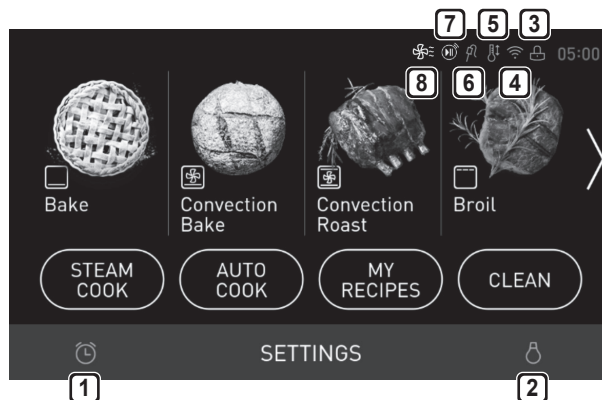 7 5 3
05:00
8 6 4
Bake
Convection
Bake
Convection
Roast
Broil
STEAM
COOK
AUTO
COOK
MY
RECIPES
CLEAN
SETTINGS
1 2